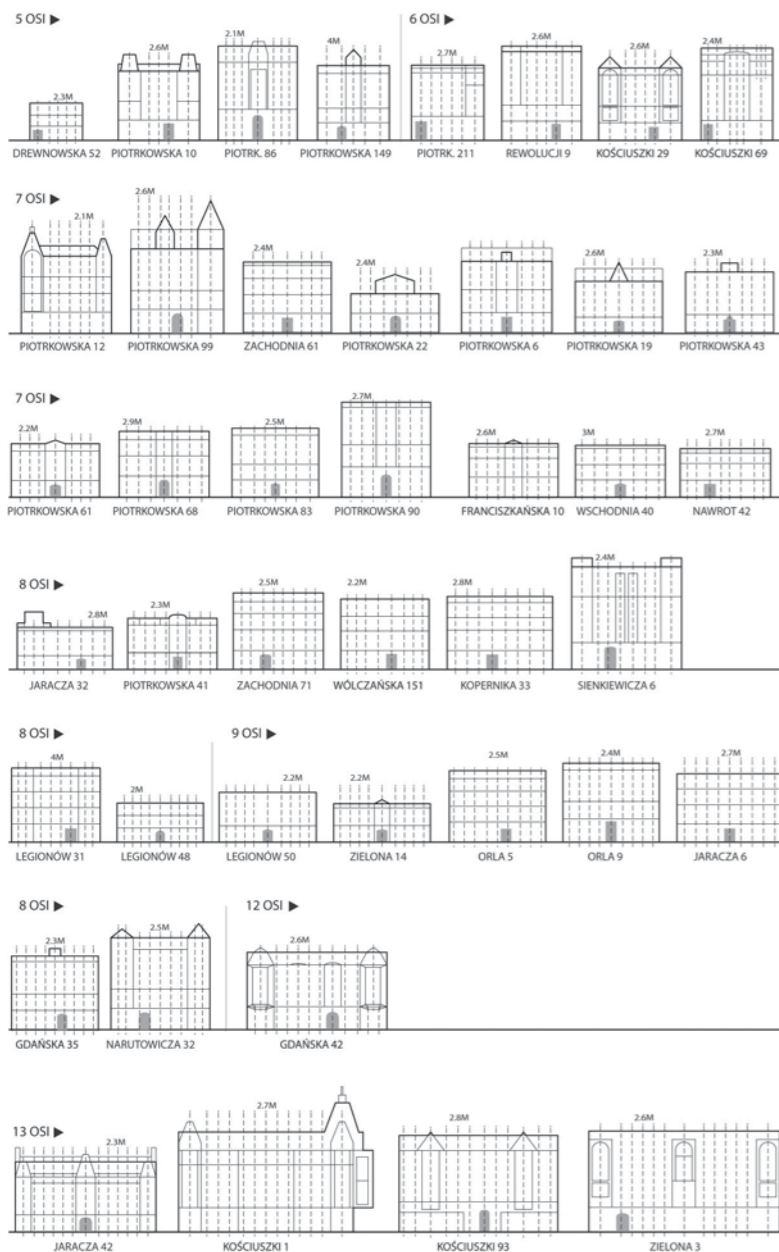 5 OSI ▶ 6 OSI ▶
2.3M 2.6M 2.1M 4M 2.7M 2.6M 2.6M 2.4M
DREWNOWSKA 52 PIOTRKOWSKA 10 PIOTRK. 86 PIOTRKOWSKA 149 PIOTRK. 211 REWOLUCJI 9 KOŚCIUSZKI 29 KOŚCIUSZKI 69
7 OSI ▶
2.1M 2.6M 2.4M 2.4M 2.6M 2.3M
PIOTRKOWSKA 12 PIOTRKOWSKA 99 ZACHODNIA 61 PIOTRKOWSKA 22 PIOTRKOWSKA 6 PIOTRKOWSKA 19 PIOTRKOWSKA 43
7 OSI ▶
2.2M 2.9M 2.5M 2.7M 2.6M 3M 2.7M
PIOTRKOWSKA 61 PIOTRKOWSKA 68 PIOTRKOWSKA 83 PIOTRKOWSKA 90 FRANCISZKAŃSKA 10 WSCHODNIA 40 NAWROT 42
8 OSI ▶
2.8M 2.3M 2.5M 2.2M 2.8M 2.4M
JARACZA 32 PIOTRKOWSKA 41 ZACHODNIA 71 WÓLCZAŃSKA 151 KOPERNIKA 33 SIENKIEWICZA 6
8 OSI ▶ 9 OSI ▶
4M 2M 2.2M 2.2M 2.5M 2.4M 2.7M
LEGIONÓW 31 LEGIONÓW 48 LEGIONÓW 50 ZIELONA 14 ORLA 5 ORLA 9 JARACZA 6
8 OSI ▶ 12 OSI ▶
2.3M 2.5M 2.6M
GDAŃSKA 35 NARUTOWICZA 32 GDAŃSKA 42
13 OSI ▶
2.3M 2.7M 2.8M 2.6M
JARACZA 42 KOŚCIUSZKI 1 KOŚCIUSZKI 93 ZIELONA 3